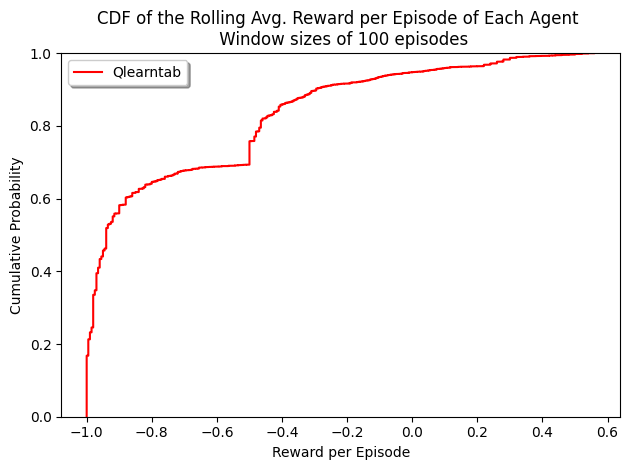 CDF of the Rolling Avg. Reward per Episode of Each Agent
Window sizes of 100 episodes
Qlearntab
Cumulative Probability
1.0
0.8
0.6
0.4
0.2
0.0
−1.0 −0.8 −0.6 −0.4 −0.2 0.0 0.2 0.4 0.6
Reward per Episode